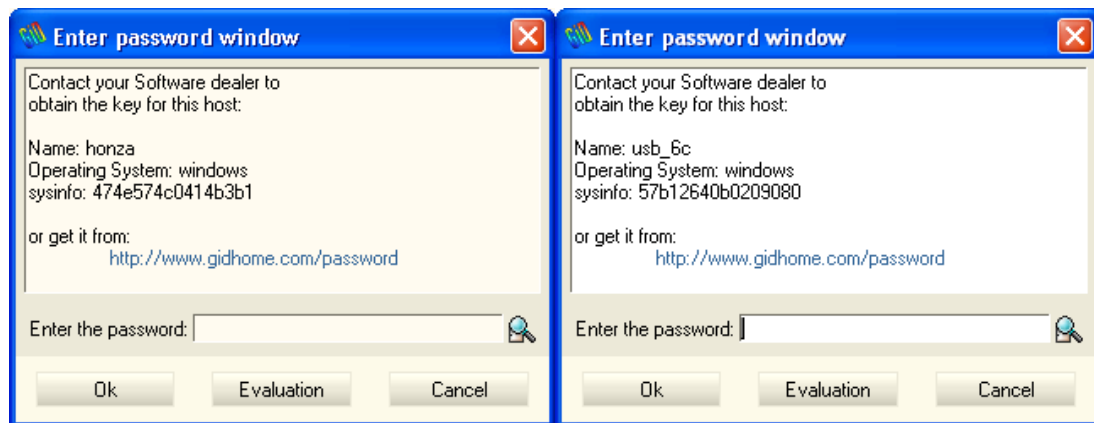 Enter password window
Contact your Software dealer to
obtain the key for this host:
Name: honza
Operating System: windows
sysinfo: 474e574c0414b3b1
or get it from:
http://www.gidhome.com/password
Enter the password:
Ok Evaluation Cancel
Enter password window
Contact your Software dealer to
obtain the key for this host:
Name: usb_6c
Operating System: windows
sysinfo: 57b12640b0209080
or get it from:
http://www.gidhome.com/password
Enter the password:
Ok Evaluation Cancel